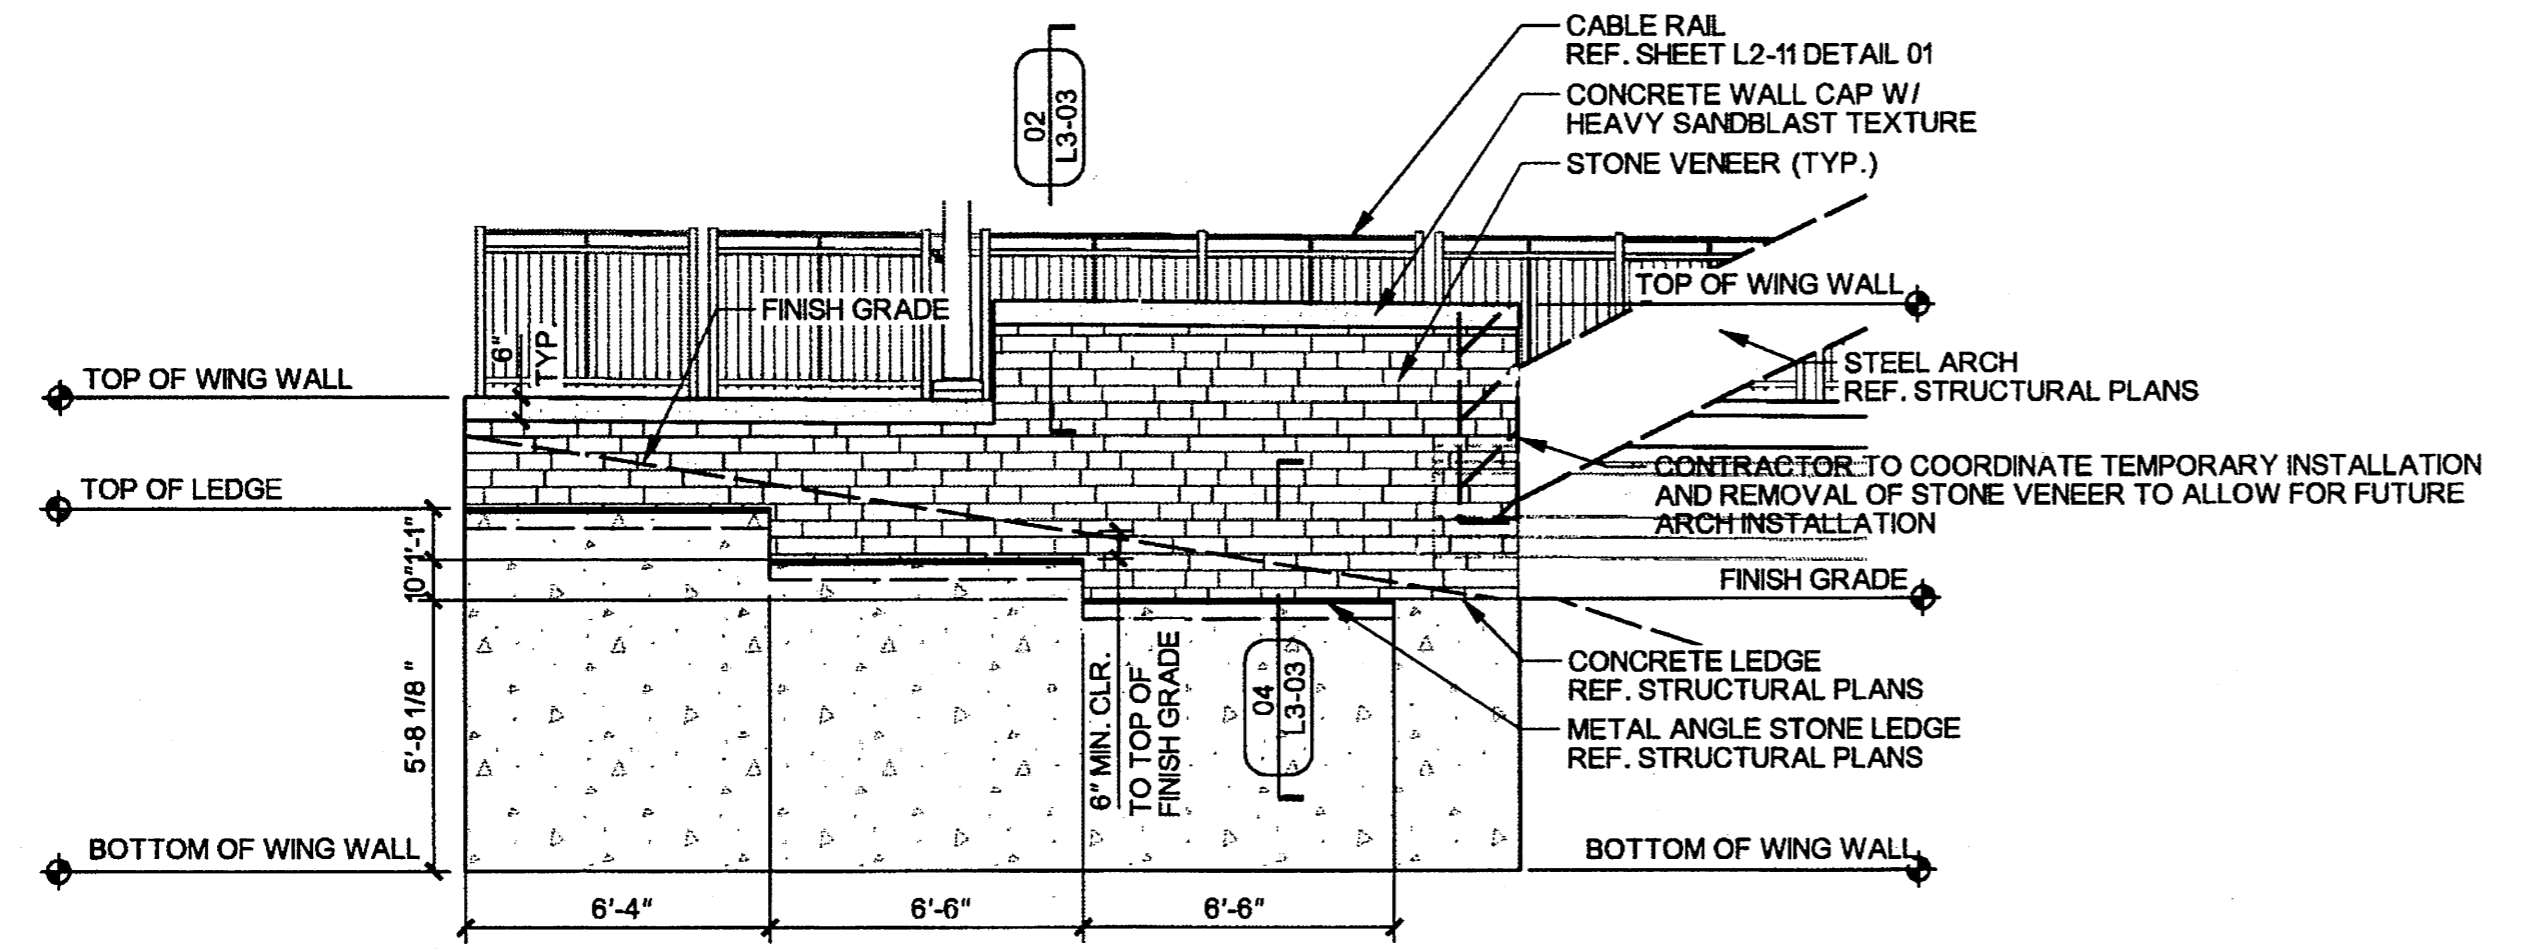 CABLE RAIL
REF. SHEET L2-11 DETAIL 01
CONCRETE WALL CAP W/
HEAVY SANDBLAST TEXTURE
STONE VENEER (TYP.)
02
L3-03
TOP OF WING WALL
FINISH GRADE
6"
TYP.
STEEL ARCH
REF. STRUCTURAL PLANS
TOP OF WING WALL
CONTRACTOR TO COORDINATE TEMPORARY INSTALLATION
AND REMOVAL OF STONE VENEER TO ALLOW FOR FUTURE
ARCH INSTALLATION
TOP OF LEDGE
1'-1"
10"
FINISH GRADE
5'-8 1/8"
6" MIN. CLR.
TO TOP OF
FINISH GRADE
04
L3-03
CONCRETE LEDGE
REF. STRUCTURAL PLANS
METAL ANGLE STONE LEDGE
REF. STRUCTURAL PLANS
BOTTOM OF WING WALL
BOTTOM OF WING WALL
6'-4"
6'-6"
6'-6"